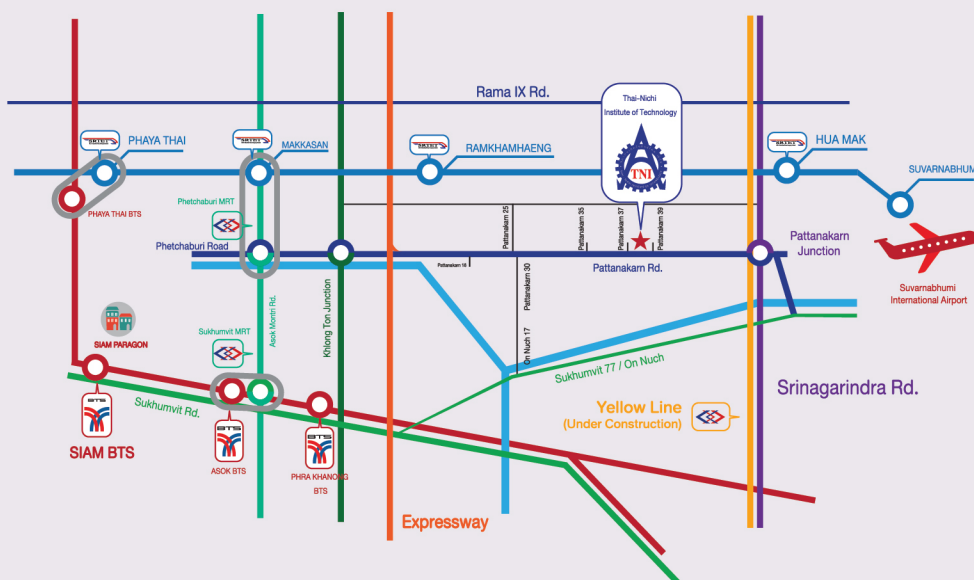 Rama IX Rd.
Thai-Nichi
Institute of Technology
TNI
PHAYA THAI
MAKKASAN
RAMKHAMHAENG
HUA MAK
SUVARNABHUMI
PHAYA THAI BTS
Phetchaburi MRT
Phetchaburi Road
Pattanakarn 25
Pattanakarn 35
Pattanakarn 37
Pattanakarn 39
Pattanakarn Rd.
Pattanakarn
Junction
Pattanakarn 18
Pattanakarn 30
On Nuch 17
Suvarnabhumi
International Airport
Asok Montri Rd.
Khlong Ton Junction
SIAM PARAGON
Sukhumvit MRT
Sukhumvit 77 / On Nuch
Sukhumvit Rd.
BTS
SIAM BTS
BTS
ASOK BTS
BTS
PHRA KHANONG
BTS
Yellow Line
(Under Construction)
Srinagarindra Rd.
Expressway